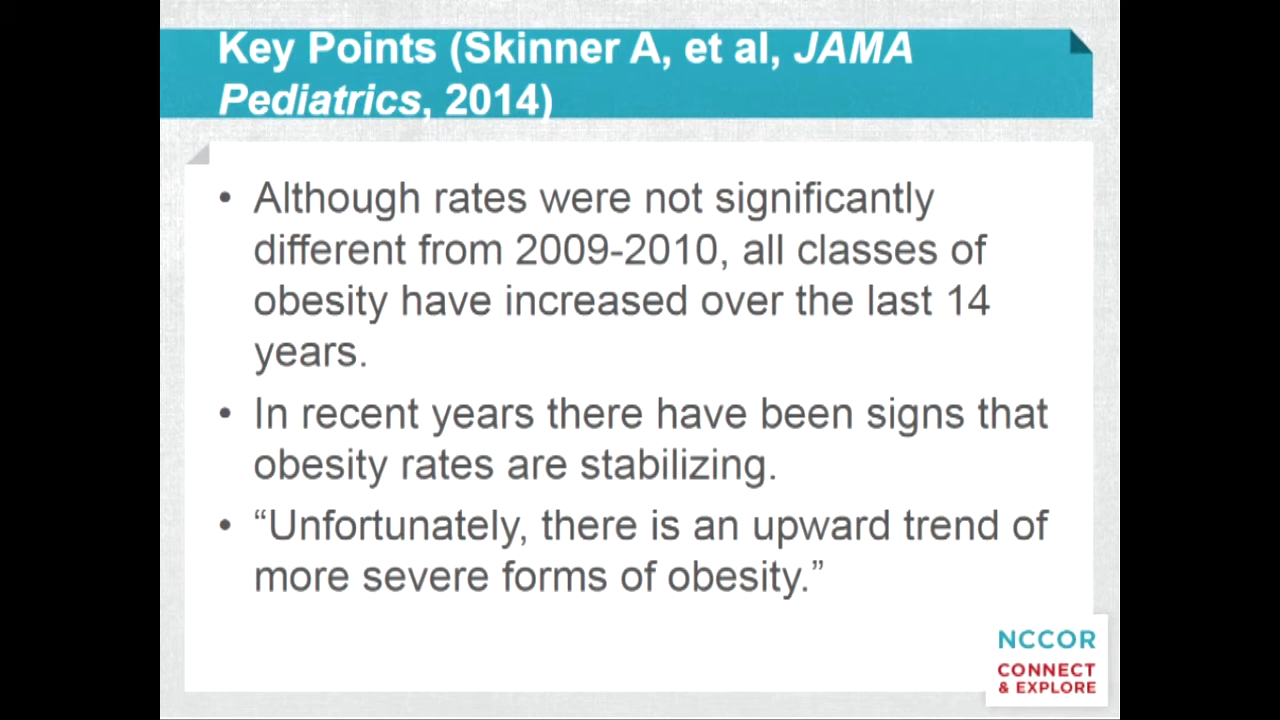 Key Points (Skinner A, et al, JAMA
Pediatrics, 2014)
• Although rates were not significantly
different from 2009-2010, all classes of
obesity have increased over the last 14
years.
• In recent years there have been signs that
obesity rates are stabilizing.
• “Unfortunately, there is an upward trend of
more severe forms of obesity.”
NCCOR
CONNECT
& EXPLORE